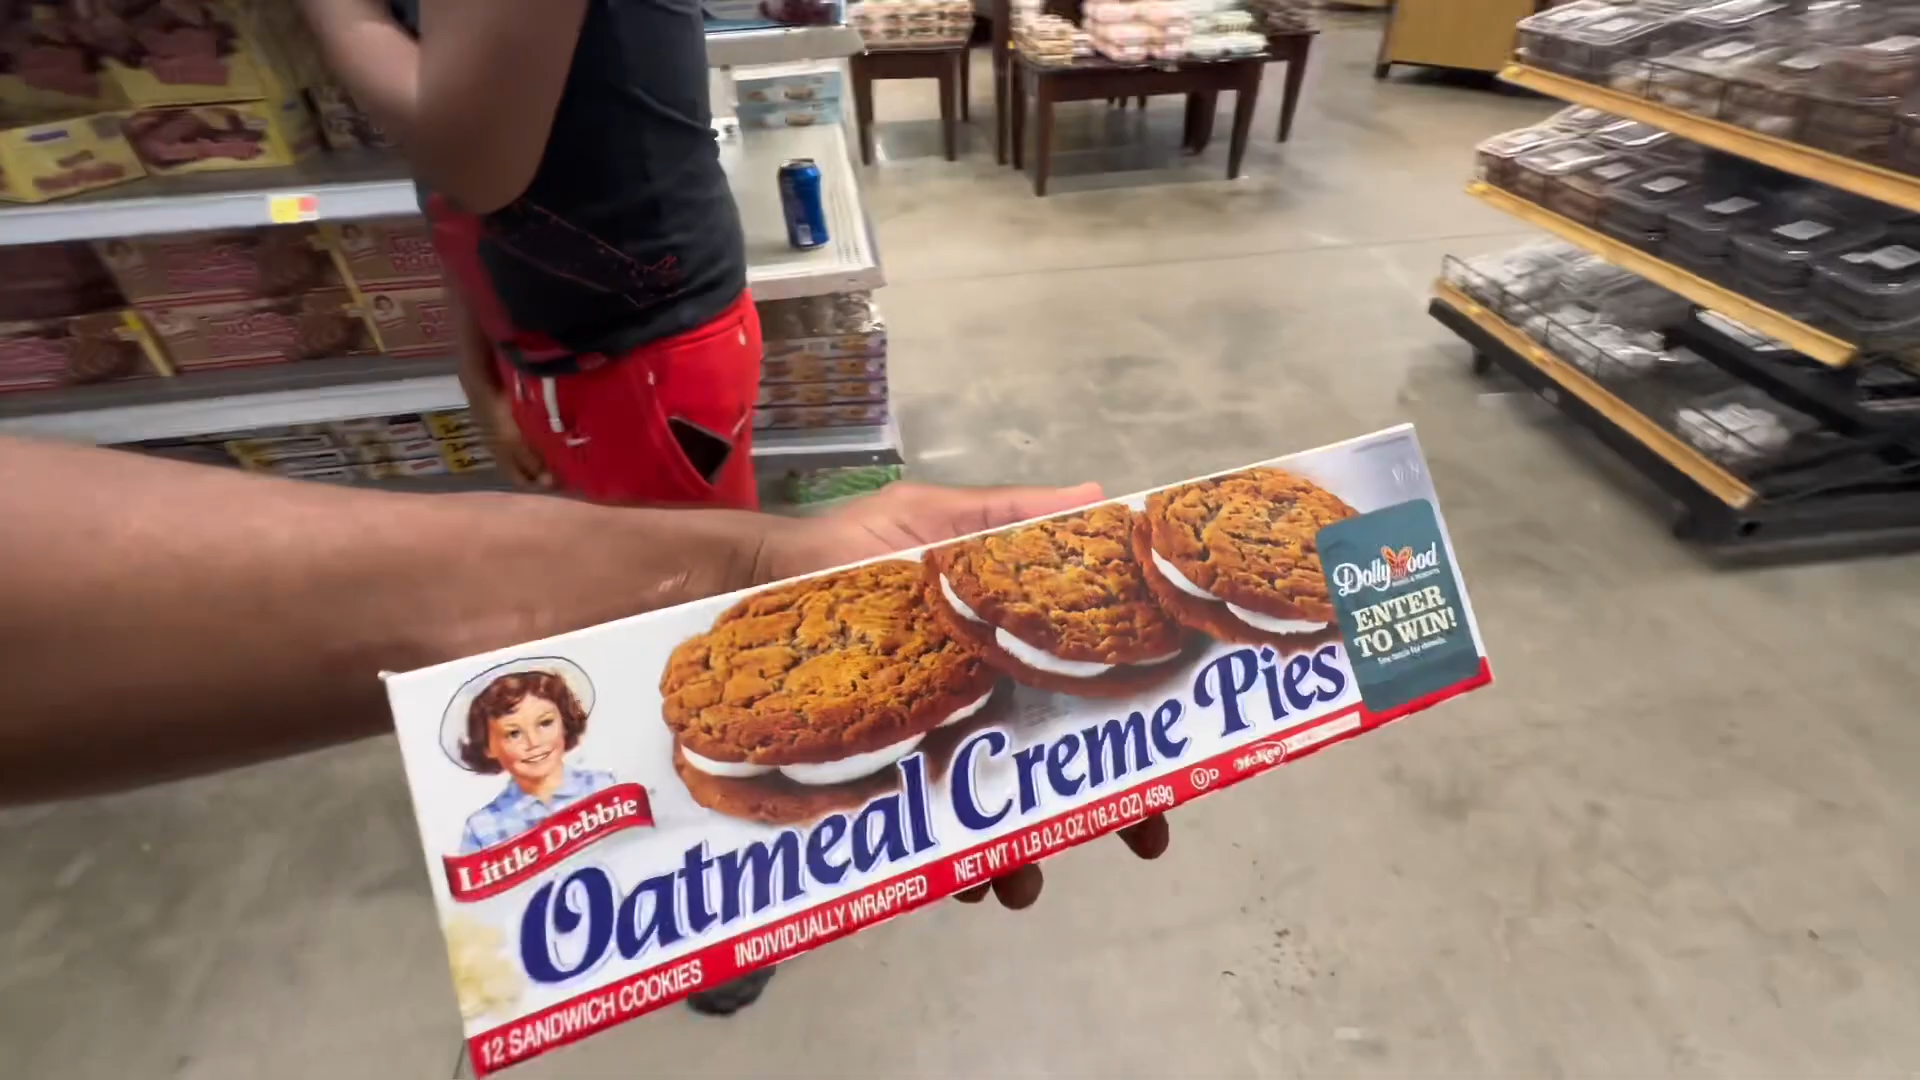 Little Debbie
Oatmeal Creme Pies
12 SANDWICH COOKIES INDIVIDUALLY WRAPPED NET WT 1 LB 0.2 OZ (16.2 OZ) 459g
U D McKee
Dollywood
ENTER
TO WIN!